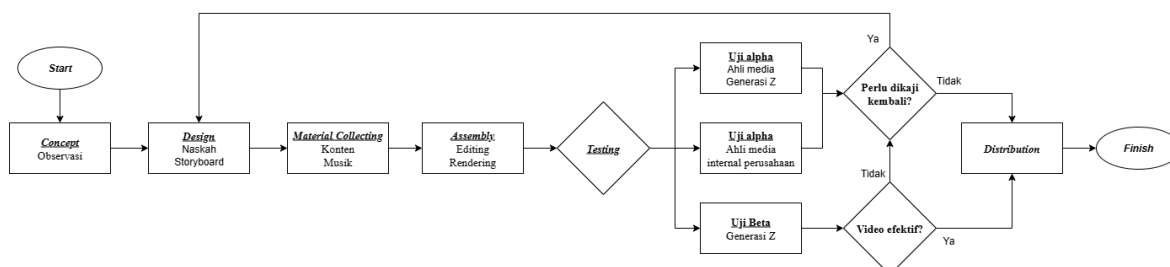 Start
Concept
Observasi
Design
Naskah
Storyboard
Material Collecting
Konten
Musik
Assembly
Editing
Rendering
Testing
Uji alpha
Ahli media
Generasi Z
Uji alpha
Ahli media
internal perusahaan
Uji Beta
Generasi Z
Ya
Perlu dikaji
kembali?
Tidak
Tidak
Video efektif?
Ya
Distribution
Finish